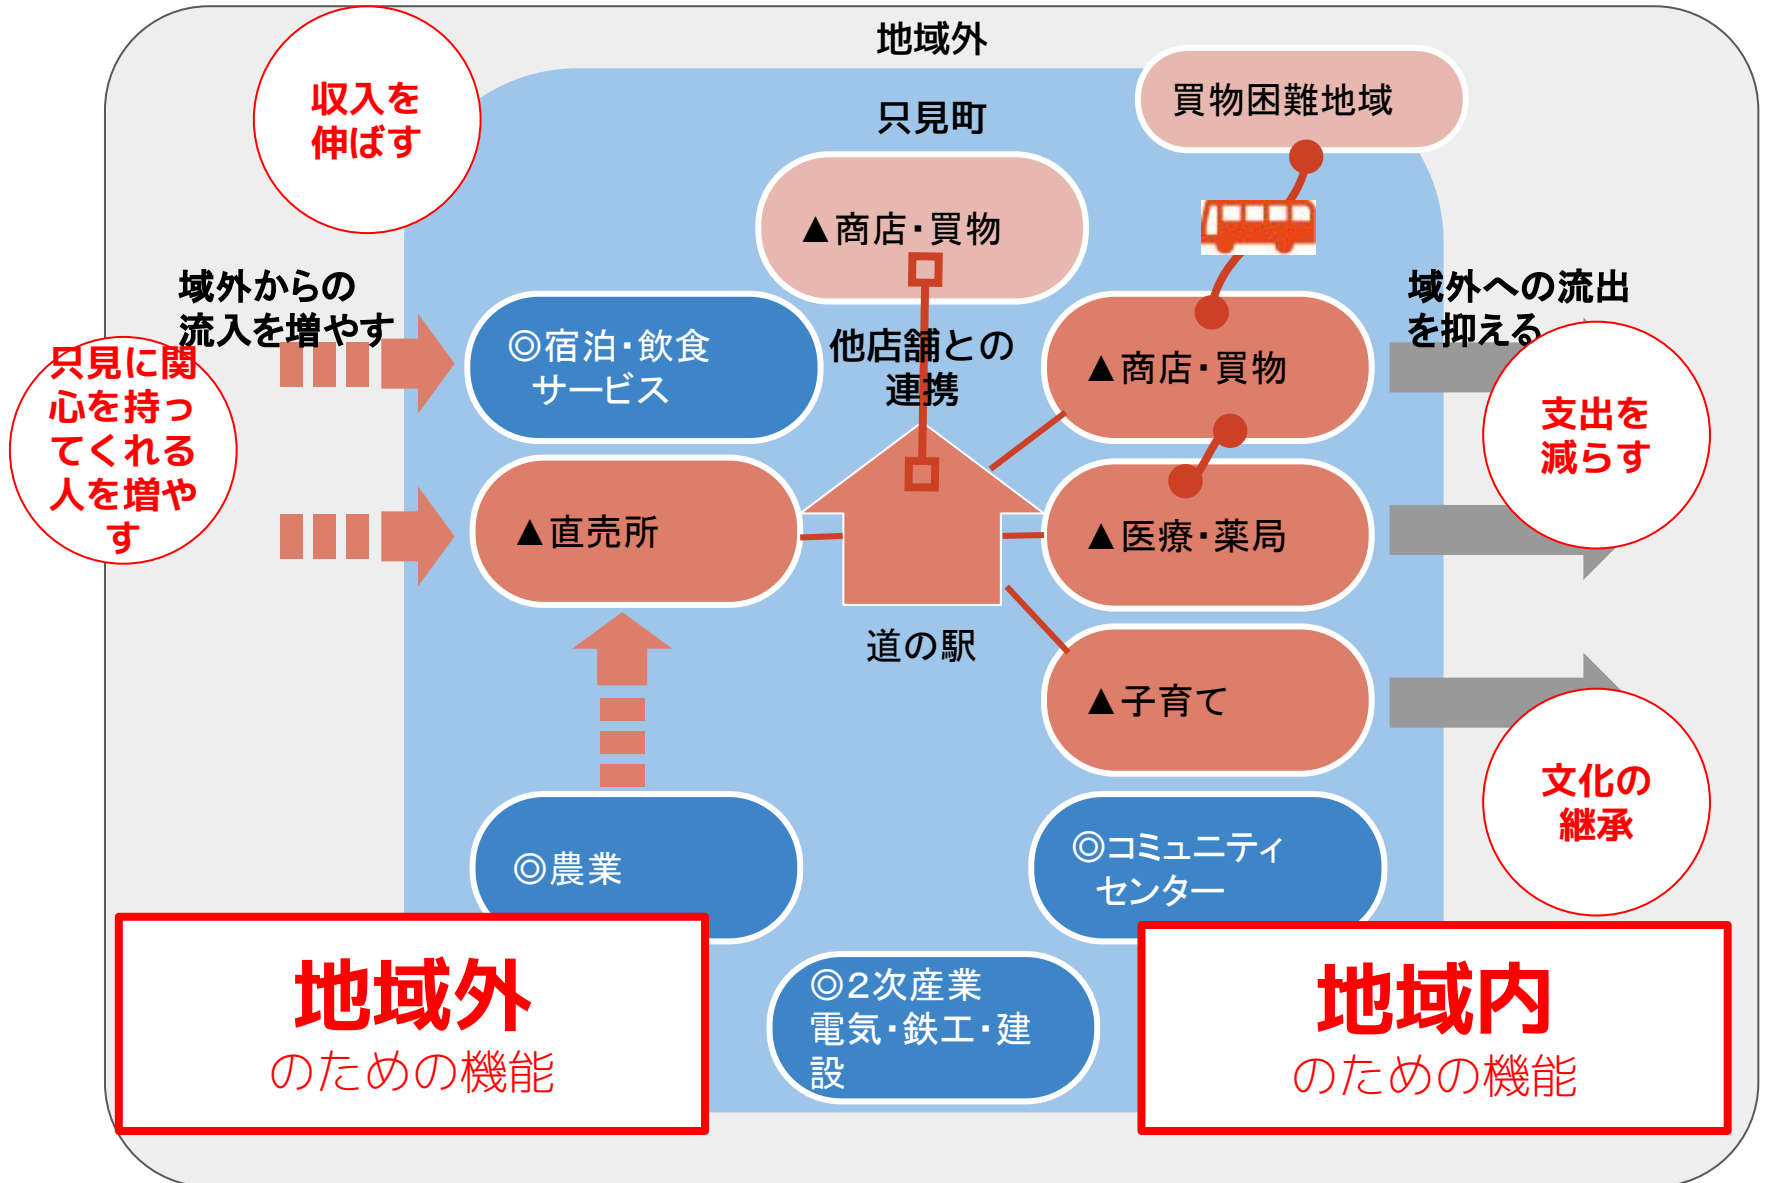 地域外
只見町
収入を
伸ばす
買物困難地域
▲商店・買物
域外からの
流入を増やす
域外への流出
を抑える
◎宿泊・飲食
サービス
他店舗との
連携
▲商店・買物
只見に関
心を持っ
てくれる
人を増や
す
支出を
減らす
▲直売所
▲医療・薬局
道の駅
▲子育て
文化の
継承
◎農業
◎コミュニティ
センター
地域外
のための機能
◎2次産業
電気・鉄工・建
設
地域内
のための機能